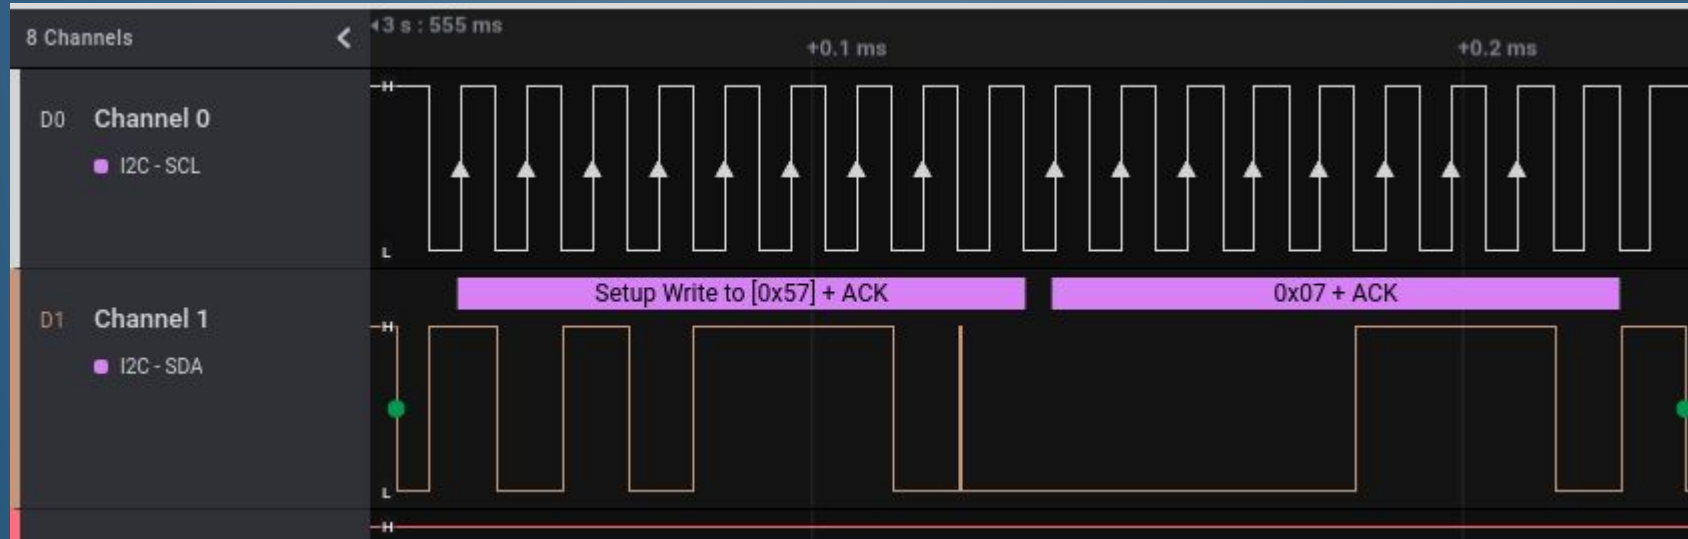 8 Channels
3 s : 555 ms
+0.1 ms
+0.2 ms
D0 Channel 0
I2C - SCL
H
L
Setup Write to [0x57] + ACK
0x07 + ACK
D1 Channel 1
I2C - SDA
H
L
H